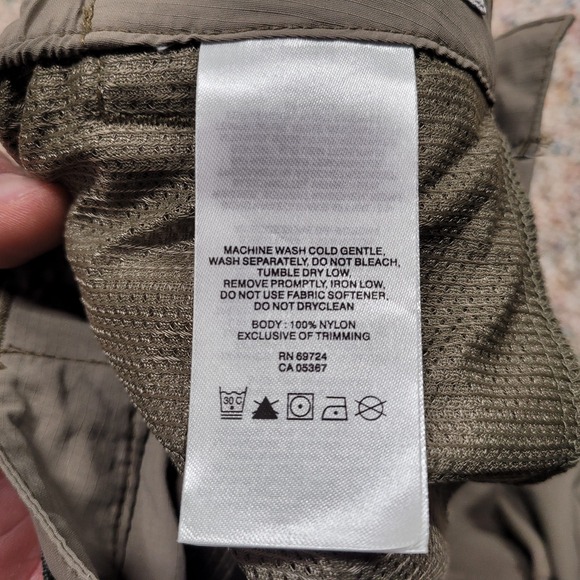 MACHINE WASH COLD GENTLE,
WASH SEPARATELY, DO NOT BLEACH,
TUMBLE DRY LOW,
REMOVE PROMPTLY, IRON LOW,
DO NOT USE FABRIC SOFTENER,
DO NOT DRYCLEAN
BODY : 100% NYLON
EXCLUSIVE OF TRIMMING
RN 69724
CA 05367
30 C